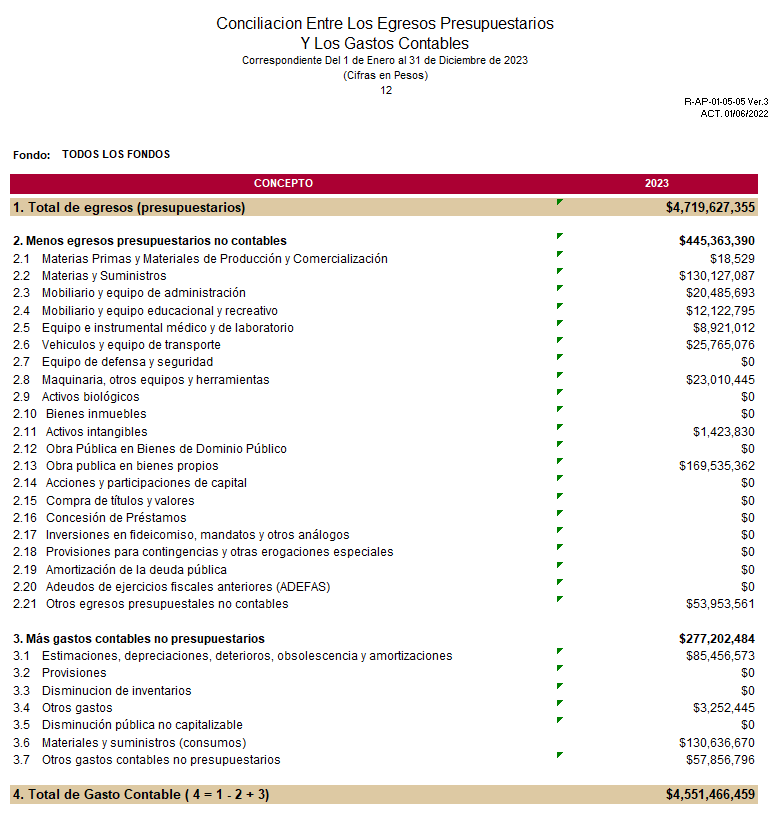 Conciliacion Entre Los Egresos Presupuestarios
Y Los Gastos Contables
Correspondiente Del 1 de Enero al 31 de Diciembre de 2023
(Cifras en Pesos)
12
R-AP-01-05-05 Ver.3
ACT. 01/06/2022
Fondo: TODOS LOS FONDOS
CONCEPTO 2023
1. Total de egresos (presupuestarios) $4,719,627,355
2. Menos egresos presupuestarios no contables $445,363,390
2.1 Materias Primas y Materiales de Producción y Comercialización $18,529
2.2 Materias y Suministros $130,127,087
2.3 Mobiliario y equipo de administración $20,485,693
2.4 Mobiliario y equipo educacional y recreativo $12,122,795
2.5 Equipo e instrumental médico y de laboratorio $8,921,012
2.6 Vehiculos y equipo de transporte $25,765,076
2.7 Equipo de defensa y seguridad $0
2.8 Maquinaria, otros equipos y herramientas $23,010,445
2.9 Activos biológicos $0
2.10 Bienes inmuebles $0
2.11 Activos intangibles $1,423,830
2.12 Obra Pública en Bienes de Dominio Público $0
2.13 Obra publica en bienes propios $169,535,362
2.14 Acciones y participaciones de capital $0
2.15 Compra de títulos y valores $0
2.16 Concesión de Préstamos $0
2.17 Inversiones en fideicomiso, mandatos y otros análogos $0
2.18 Provisiones para contingencias y otras erogaciones especiales $0
2.19 Amortización de la deuda pública $0
2.20 Adeudos de ejercicios fiscales anteriores (ADEFAS) $0
2.21 Otros egresos presupuestales no contables $53,953,561
3. Más gastos contables no presupuestarios $277,202,484
3.1 Estimaciones, depreciaciones, deterioros, obsolescencia y amortizaciones $85,456,573
3.2 Provisiones $0
3.3 Disminucion de inventarios $0
3.4 Otros gastos $3,252,445
3.5 Disminución pública no capitalizable $0
3.6 Materiales y suministros (consumos) $130,636,670
3.7 Otros gastos contables no presupuestarios $57,856,796
4. Total de Gasto Contable ( 4 = 1 - 2 + 3) $4,551,466,459